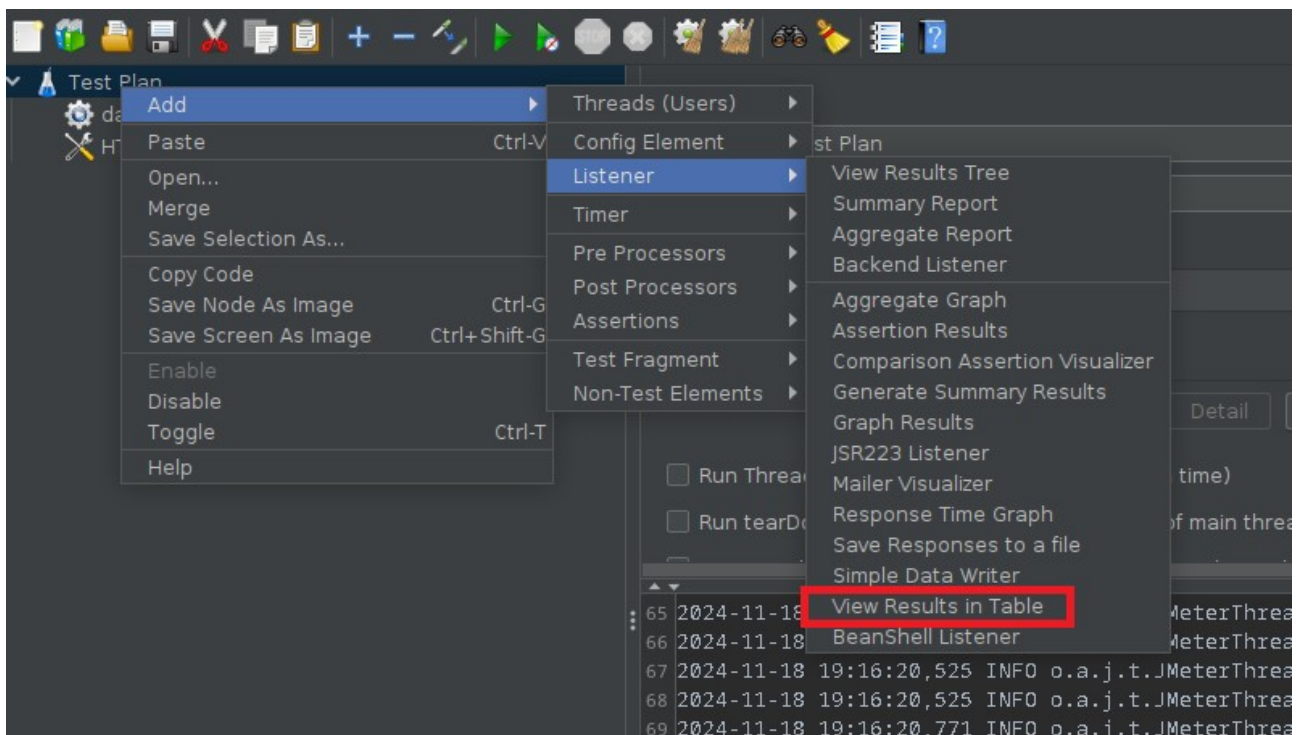 STOP
?
Test Plan
da
HT
Add
Paste Ctrl-V
Open...
Merge
Save Selection As...
Copy Code
Save Node As Image Ctrl-G
Save Screen As Image Ctrl+Shift-G
Enable
Disable
Toggle Ctrl-T
Help
Threads (Users)
Config Element
Listener
Timer
Pre Processors
Post Processors
Assertions
Test Fragment
Non-Test Elements
st Plan
View Results Tree
Summary Report
Aggregate Report
Backend Listener
Aggregate Graph
Assertion Results
Comparison Assertion Visualizer
Generate Summary Results
Graph Results
JSR223 Listener
Mailer Visualizer
Response Time Graph
Save Responses to a file
Simple Data Writer
View Results in Table
BeanShell Listener
Detail
Run Threa time)
Run tearDo of main threa
65 2024-11-18 MeterThrea
66 2024-11-18 MeterThrea
67 2024-11-18 19:16:20,525 INFO o.a.j.t.JMeterThrea
68 2024-11-18 19:16:20,525 INFO o.a.j.t.JMeterThrea
69 2024-11-18 19:16:20,771 INFO o.a.j.t.JMeterThrea